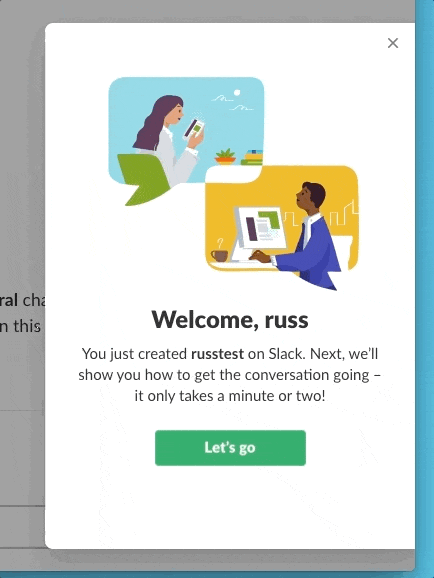 ral cha
n this
Welcome, russ
You just created russtest on Slack. Next, we'll
show you how to get the conversation going –
it only takes a minute or two!
Let's go